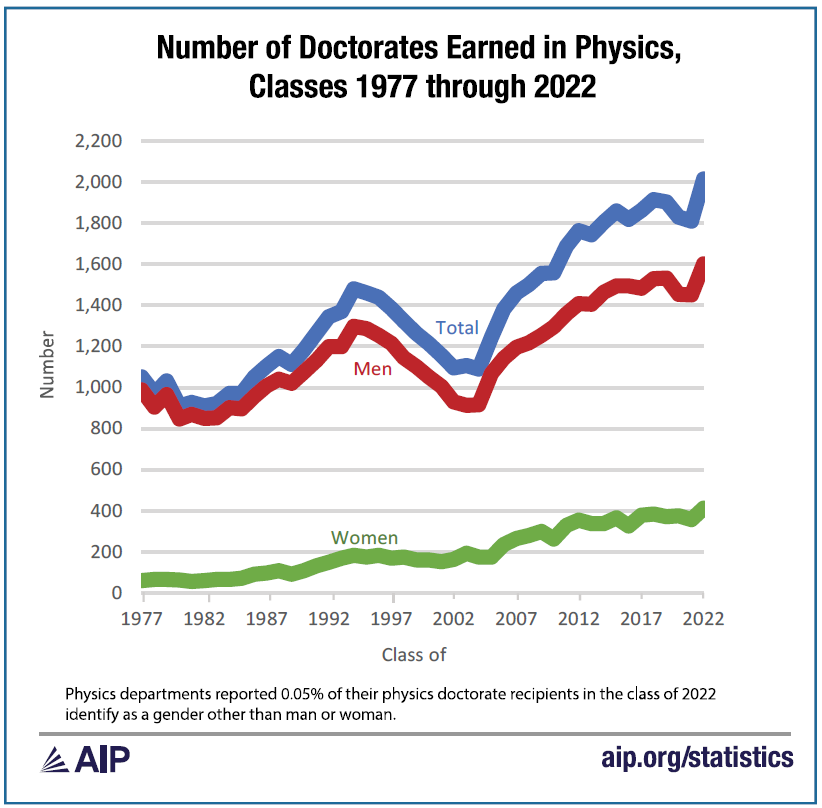 Number of Doctorates Earned in Physics,
Classes 1977 through 2022
2,200
2,000
1,800
1,600
1,400
1,200
1,000
800
600
400
200
0
Number
Total
Men
Women
1977 1982 1987 1992 1997 2002 2007 2012 2017 2022
Class of
Physics departments reported 0.05% of their physics doctorate recipients in the class of 2022
identify as a gender other than man or woman.
AIP
aip.org/statistics